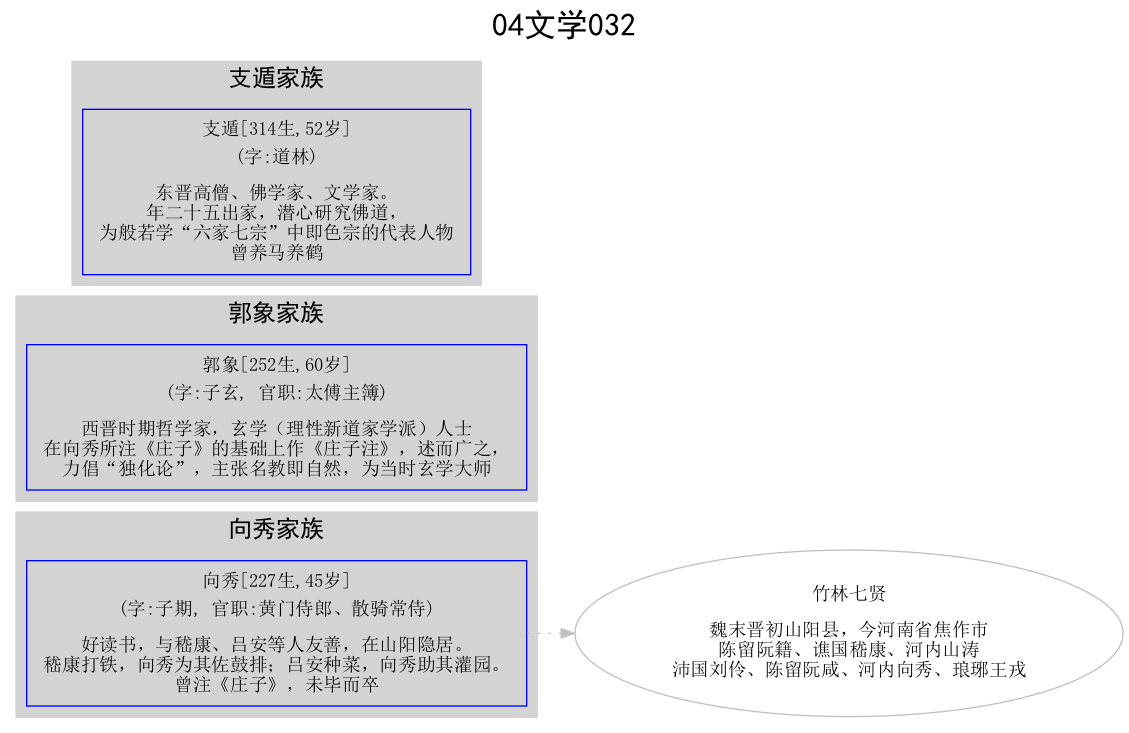 04文学032
支遁家族
支遁[314生,52岁]
(字:道林)
东晋高僧、佛学家、文学家。
年二十五出家，潜心研究佛道，
为般若学“六家七宗”中即色宗的代表人物
曾养马养鹤
郭象家族
郭象[252生,60岁]
(字:子玄, 官职:太傅主簿)
西晋时期哲学家，玄学（理性新道家学派）人士
在向秀所注《庄子》的基础上作《庄子注》，述而广之，
力倡“独化论”，主张名教即自然，为当时玄学大师
向秀家族
向秀[227生,45岁]
(字:子期, 官职:黄门侍郎、散骑常侍)
好读书，与嵇康、吕安等人友善，在山阳隐居。
嵇康打铁，向秀为其佐鼓排；吕安种菜，向秀助其灌园。
曾注《庄子》，未毕而卒
竹林七贤
魏末晋初山阳县，今河南省焦作市
陈留阮籍、谯国嵇康、河内山涛
沛国刘伶、陈留阮咸、河内向秀、琅琊王戎